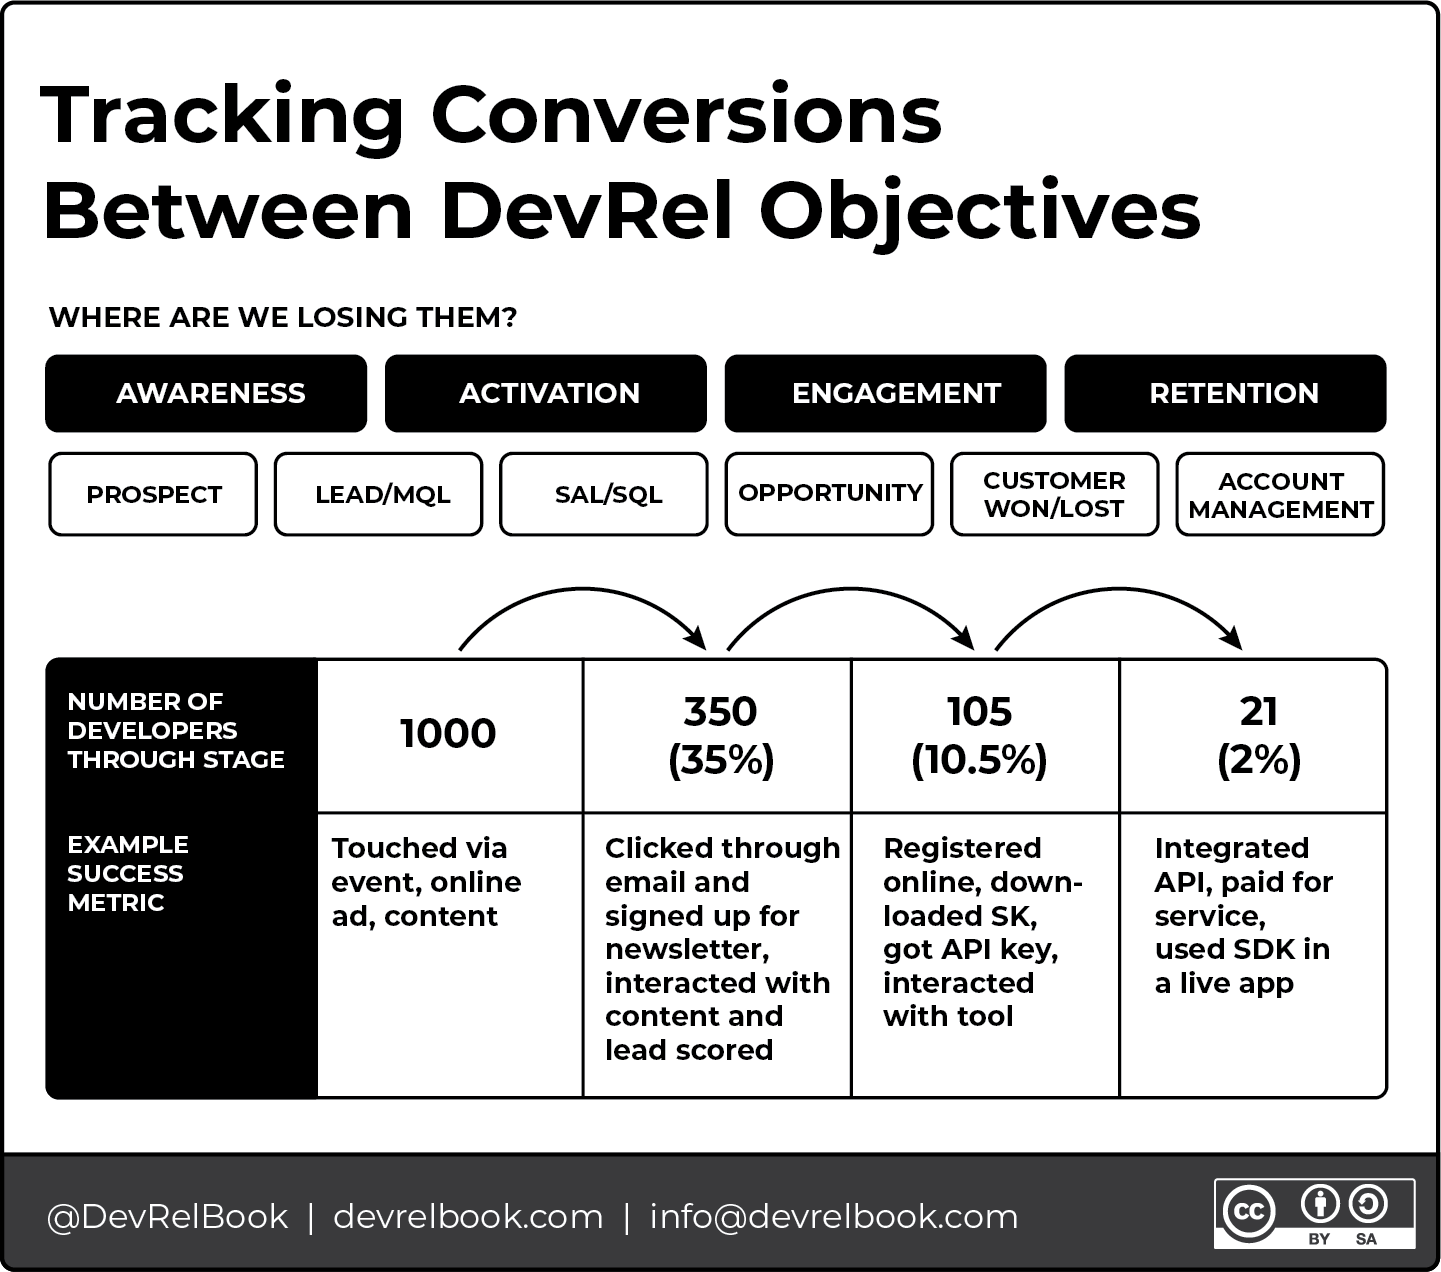 Tracking Conversions
Between DevRel Objectives
WHERE ARE WE LOSING THEM?
AWARENESS
ACTIVATION
ENGAGEMENT
RETENTION
PROSPECT
LEAD/MQL
SAL/SQL
OPPORTUNITY
CUSTOMER
WON/LOST
ACCOUNT
MANAGEMENT
NUMBER OF
DEVELOPERS
THROUGH STAGE
1000
350
(35%)
105
(10.5%)
21
(2%)
EXAMPLE
SUCCESS
METRIC
Touched via
event, online
ad, content
Clicked through
email and
signed up for
newsletter,
interacted with
content and
lead scored
Registered
online, down-
loaded SK,
got API key,
interacted
with tool
Integrated
API, paid for
service,
used SDK in
a live app
@DevRelBook | devrelbook.com | info@devrelbook.com
cc
BY SA